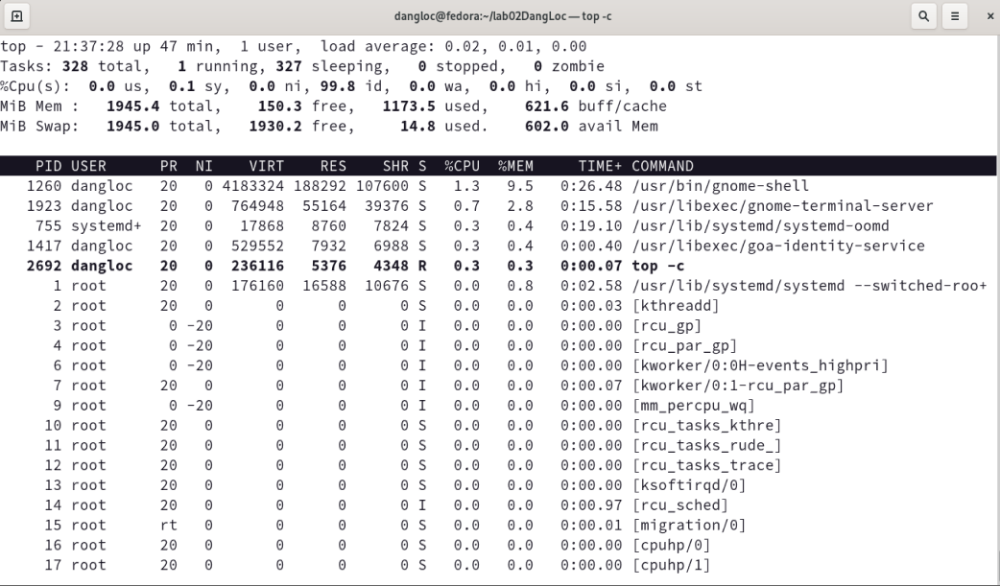 dangloc@fedora:~/lab02DangLoc — top -c
top - 21:37:28 up 47 min,  1 user,  load average: 0.02, 0.01, 0.00
Tasks: 328 total,   1 running, 327 sleeping,   0 stopped,   0 zombie
%Cpu(s):  0.0 us,  0.1 sy,  0.0 ni, 99.8 id,  0.0 wa,  0.0 hi,  0.0 si,  0.0 st
MiB Mem :   1945.4 total,    150.3 free,   1173.5 used,    621.6 buff/cache
MiB Swap:   1945.0 total,   1930.2 free,     14.8 used.    602.0 avail Mem
PID USER PR NI VIRT RES SHR S %CPU %MEM TIME+ COMMAND
1260 dangloc 20 0 4183324 188292 107600 S 1.3 9.5 0:26.48 /usr/bin/gnome-shell
1923 dangloc 20 0 764948 55164 39376 S 0.7 2.8 0:15.58 /usr/libexec/gnome-terminal-server
755 systemd+ 20 0 17868 8760 7824 S 0.3 0.4 0:19.10 /usr/lib/systemd/systemd-oomd
1417 dangloc 20 0 529552 7932 6988 S 0.3 0.4 0:00.40 /usr/libexec/goa-identity-service
2692 dangloc 20 0 236116 5376 4348 R 0.3 0.3 0:00.07 top -c
1 root 20 0 176160 16588 10676 S 0.0 0.8 0:02.58 /usr/lib/systemd/systemd --switched-roo+
2 root 20 0 0 0 0 S 0.0 0.0 0:00.03 [kthreadd]
3 root 0 -20 0 0 0 I 0.0 0.0 0:00.00 [rcu_gp]
4 root 0 -20 0 0 0 I 0.0 0.0 0:00.00 [rcu_par_gp]
6 root 0 -20 0 0 0 I 0.0 0.0 0:00.00 [kworker/0:0H-events_highpri]
7 root 20 0 0 0 0 I 0.0 0.0 0:00.07 [kworker/0:1-rcu_par_gp]
9 root 0 -20 0 0 0 I 0.0 0.0 0:00.00 [mm_percpu_wq]
10 root 20 0 0 0 0 S 0.0 0.0 0:00.00 [rcu_tasks_kthre]
11 root 20 0 0 0 0 S 0.0 0.0 0:00.00 [rcu_tasks_rude_]
12 root 20 0 0 0 0 S 0.0 0.0 0:00.00 [rcu_tasks_trace]
13 root 20 0 0 0 0 S 0.0 0.0 0:00.00 [ksoftirqd/0]
14 root 20 0 0 0 0 I 0.0 0.0 0:00.97 [rcu_sched]
15 root rt 0 0 0 0 S 0.0 0.0 0:00.01 [migration/0]
16 root 20 0 0 0 0 S 0.0 0.0 0:00.00 [cpuhp/0]
17 root 20 0 0 0 0 S 0.0 0.0 0:00.00 [cpuhp/1]